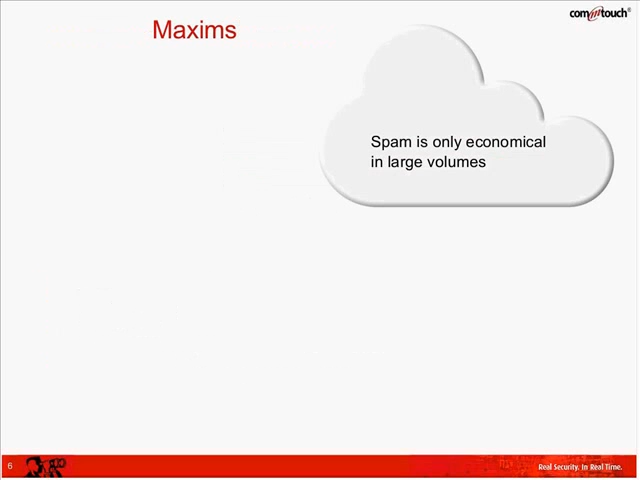 Maxims
commtouch®
Spam is only economical
in large volumes
6
Real Security. In Real Time.